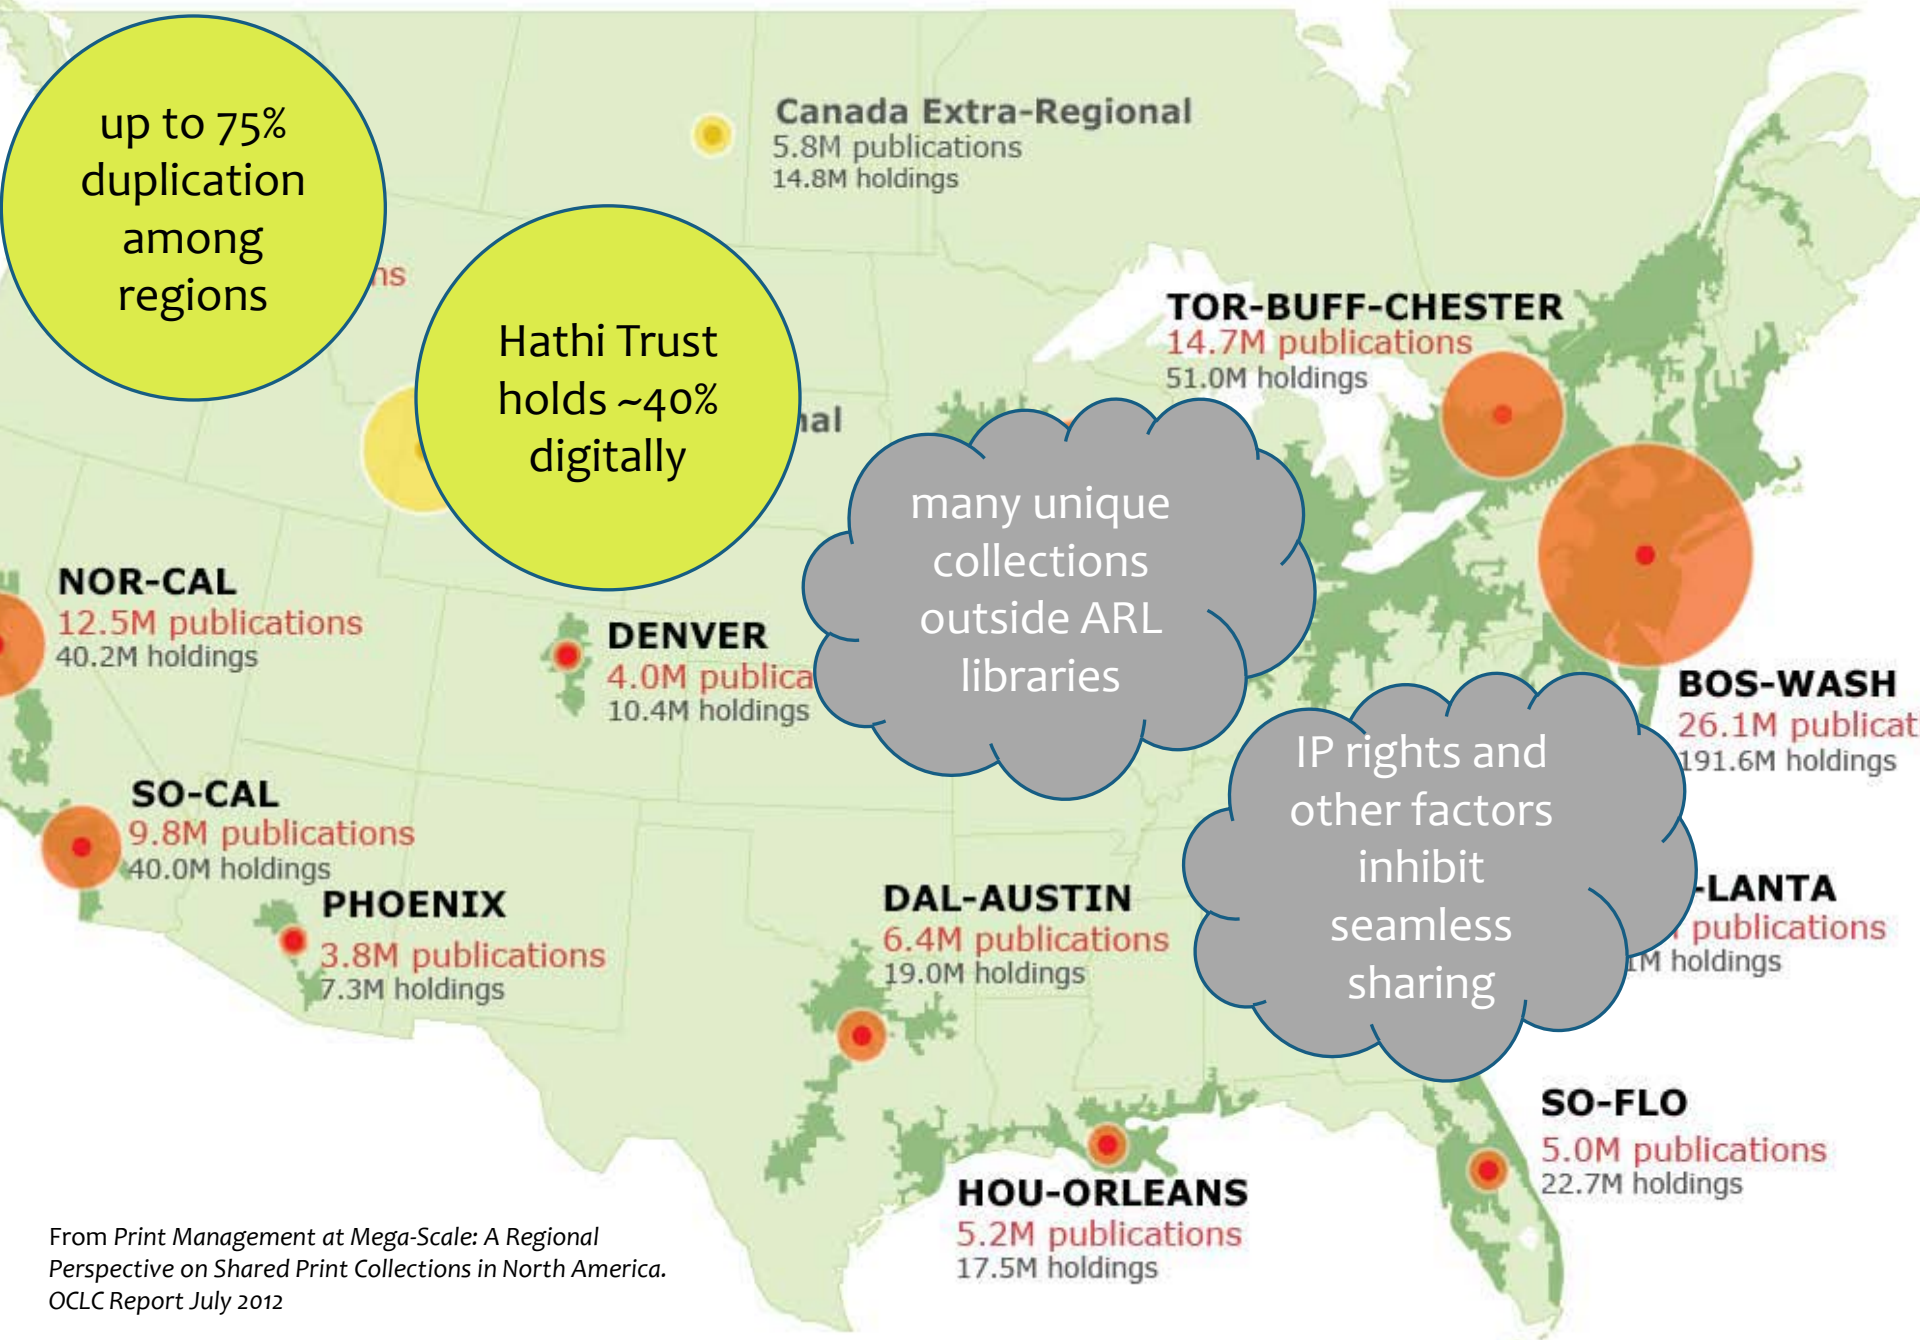 up to 75%
duplication
among
regions
Canada Extra-Regional
5.8M publications
14.8M holdings
Hathi Trust
holds ~40%
digitally
TOR-BUFF-CHESTER
14.7M publications
51.0M holdings
many unique
collections
outside ARL
libraries
NOR-CAL
12.5M publications
40.2M holdings
DENVER
4.0M publica
10.4M holdings
BOS-WASH
26.1M publicat
191.6M holdings
IP rights and
other factors
inhibit
seamless
sharing
SO-CAL
9.8M publications
40.0M holdings
PHOENIX
3.8M publications
7.3M holdings
DAL-AUSTIN
6.4M publications
19.0M holdings
-LANTA
publications
1M holdings
SO-FLO
5.0M publications
22.7M holdings
HOU-ORLEANS
5.2M publications
17.5M holdings
From Print Management at Mega-Scale: A Regional
Perspective on Shared Print Collections in North America.
OCLC Report July 2012